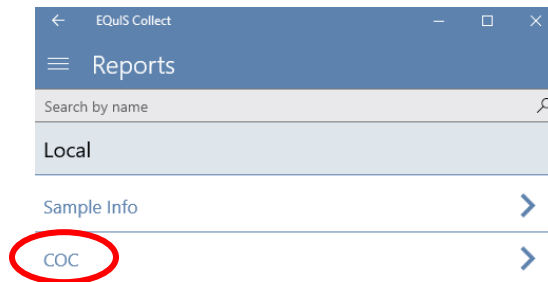 EQuIS Collect
Reports
Search by name
Local
Sample Info
COC